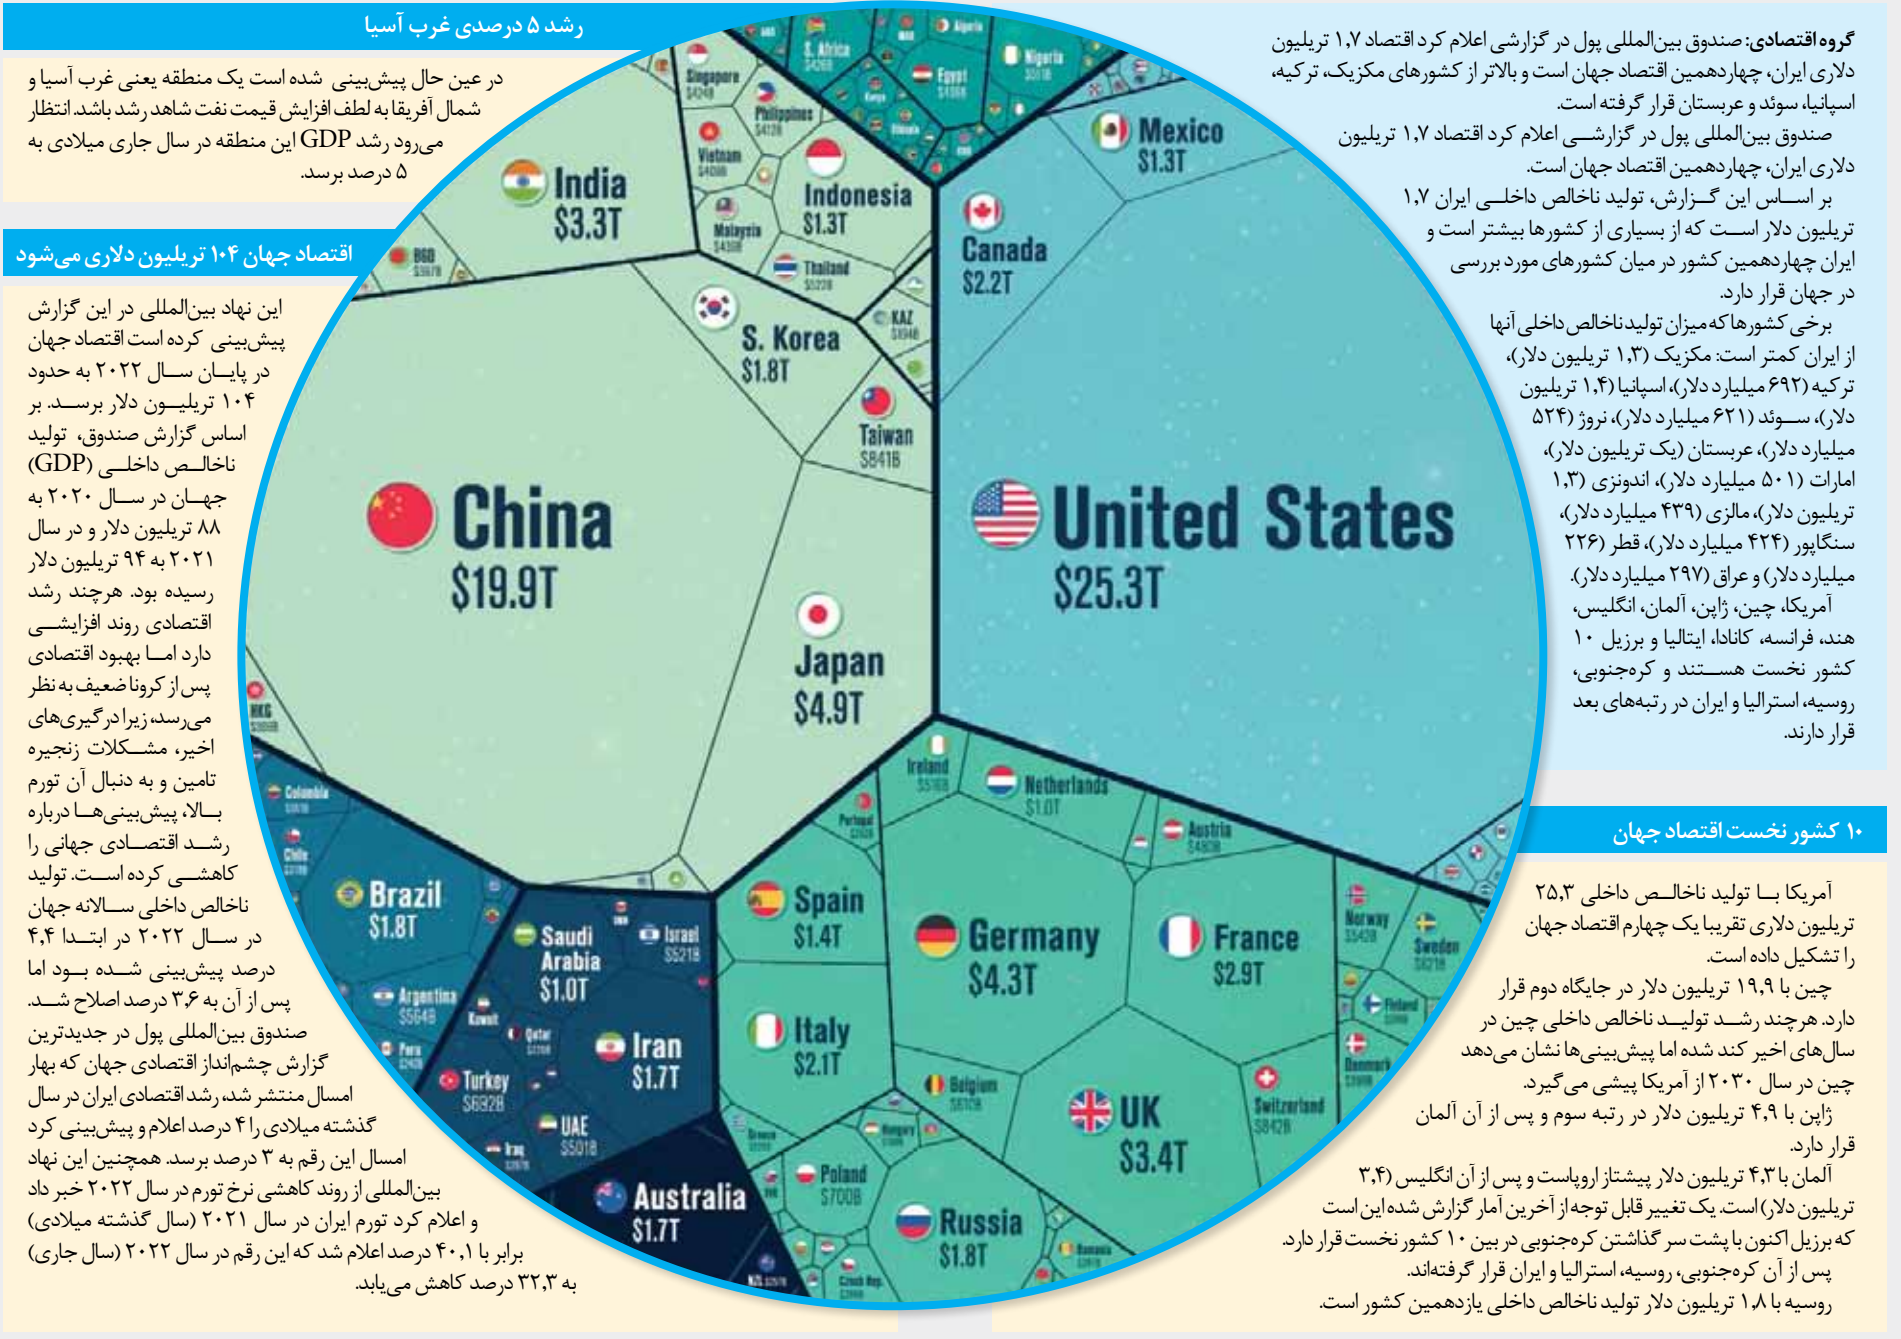 گروه اقتصادی: صندوق بین‌المللی پول در گزارشی اعلام کرد اقتصاد ۱٫۷ تریلیون
دلاری ایران، چهاردهمین اقتصاد جهان است و بالاتر از کشورهای مکزیک، ترکیه،
اسپانیا، سوئد و عربستان قرار گرفته است.
صندوق بین‌المللی پول در گزارشی اعلام کرد اقتصاد ۱٫۷ تریلیون
دلاری ایران، چهاردهمین اقتصاد جهان است.
بر اساس این گزارش، تولید ناخالص داخلی ایران ۱٫۷
تریلیون دلار است که از بسیاری از کشورها بیشتر است و
ایران چهاردهمین کشور در میان کشورهای مورد بررسی
در جهان قرار دارد.
برخی کشورها که میزان تولید ناخالص داخلی آنها
از ایران کمتر است: مکزیک (۱٫۳ تریلیون دلار)،
ترکیه (۶۹۲ میلیارد دلار)، اسپانیا (۱٫۴ تریلیون
دلار)، سوئد (۶۲۱ میلیارد دلار)، نروژ (۵۲۴
میلیارد دلار)، عربستان (یک تریلیون دلار)،
امارات (۵۰۱ میلیارد دلار)، اندونزی (۱٫۳
تریلیون دلار)، مالزی (۴۳۹ میلیارد دلار)،
سنگاپور (۴۲۴ میلیارد دلار)، قطر (۲۲۶
میلیارد دلار) و عراق (۲۹۷ میلیارد دلار).
آمریکا، چین، ژاپن، آلمان، انگلیس،
هند، فرانسه، کانادا، ایتالیا و برزیل ۱۰
کشور نخست هستند و کره‌جنوبی،
روسیه، استرالیا و ایران در رتبه‌های بعد
قرار دارند.
۱۰ کشور نخست اقتصاد جهان
آمریکا با تولید ناخالص داخلی ۲۵٫۳
تریلیون دلاری تقریبا یک چهارم اقتصاد جهان
را تشکیل داده است.
چین با ۱۹٫۹ تریلیون دلار در جایگاه دوم قرار
دارد. هرچند رشد تولید ناخالص داخلی چین در
سال‌های اخیر کند شده اما پیش‌بینی‌ها نشان می‌دهد
چین در سال ۲۰۳۰ از آمریکا پیشی می‌گیرد.
ژاپن با ۴٫۹ تریلیون دلار در رتبه سوم و پس از آن آلمان
قرار دارد.
آلمان با ۴٫۳ تریلیون دلار پیشتاز اروپاست و پس از آن انگلیس (۳٫۴
تریلیون دلار) است. یک تغییر قابل توجه از آخرین آمار گزارش شده این است
که برزیل اکنون با پشت سر گذاشتن کره‌جنوبی در بین ۱۰ کشور نخست قرار دارد.
پس از آن کره‌جنوبی، روسیه، استرالیا و ایران قرار گرفته‌اند.
روسیه با ۱٫۸ تریلیون دلار تولید ناخالص داخلی یازدهمین کشور است.
رشد ۵ درصدی غرب آسیا
در عین حال پیش‌بینی شده است یک منطقه یعنی غرب آسیا و
شمال آفریقا به لطف افزایش قیمت نفت شاهد رشد باشد. انتظار
می‌رود رشد GDP این منطقه در سال جاری میلادی به
۵ درصد برسد.
اقتصاد جهان ۱۰۴ تریلیون دلاری می‌شود
این نهاد بین‌المللی در این گزارش
پیش‌بینی کرده است اقتصاد جهان
در پایان سال ۲۰۲۲ به حدود
۱۰۴ تریلیون دلار برسد. بر
اساس گزارش صندوق، تولید
ناخالص داخلی (GDP)
جهان در سال ۲۰۲۰ به
۸۸ تریلیون دلار و در سال
۲۰۲۱ به ۹۴ تریلیون دلار
رسیده بود. هرچند رشد
اقتصادی روند افزایشی
دارد اما بهبود اقتصادی
پس از کرونا ضعیف به نظر
می‌رسد، زیرا درگیری‌های
اخیر، مشکلات زنجیره
تامین و به دنبال آن تورم
بالا، پیش‌بینی‌ها درباره
رشد اقتصادی جهانی را
کاهشی کرده است. تولید
ناخالص داخلی سالانه جهان
در سال ۲۰۲۲ در ابتدا ۴٫۴
درصد پیش‌بینی شده بود اما
پس از آن به ۳٫۶ درصد اصلاح شد.
صندوق بین‌المللی پول در جدیدترین
گزارش چشم‌انداز اقتصادی جهان که بهار
امسال منتشر شد، رشد اقتصادی ایران در سال
گذشته میلادی را ۴ درصد اعلام و پیش‌بینی کرد
امسال این رقم به ۳ درصد برسد. همچنین این نهاد
بین‌المللی از روند کاهشی نرخ تورم در سال ۲۰۲۲ خبر داد
و اعلام کرد تورم ایران در سال ۲۰۲۱ (سال گذشته میلادی)
برابر با ۴۰٫۱ درصد اعلام شد که این رقم در سال ۲۰۲۲ (سال جاری)
به ۳۲٫۳ درصد کاهش می‌یابد.
S. Africa
Egypt
Algeria
Nigeria
Singapore
Philippines
Vietnam
Malaysia
Indonesia
$1.3T
Thailand
India
$3.3T
BGD
KAZ
S. Korea
$1.8T
Taiwan
$841B
China
$19.9T
Japan
$4.9T
HKG
Mexico
$1.3T
Canada
$2.2T
United States
$25.3T
Colombia
Chile
Brazil
$1.8T
Argentina
$564B
Peru
Saudi
Arabia
$1.0T
Israel
$521B
Kuwait
Qatar
Iran
$1.7T
Turkey
$692B
UAE
$501B
Iraq
Australia
$1.7T
NZL
Ireland
Netherlands
$1.0T
Portugal
Austria
Spain
$1.4T
Germany
$4.3T
France
$2.9T
Norway
Sweden
$621B
Finland
Denmark
Italy
$2.1T
Belgium
UK
$3.4T
Switzerland
$842B
Greece
Hungary
Poland
$700B
Russia
$1.8T
Romania
Czech Rep.